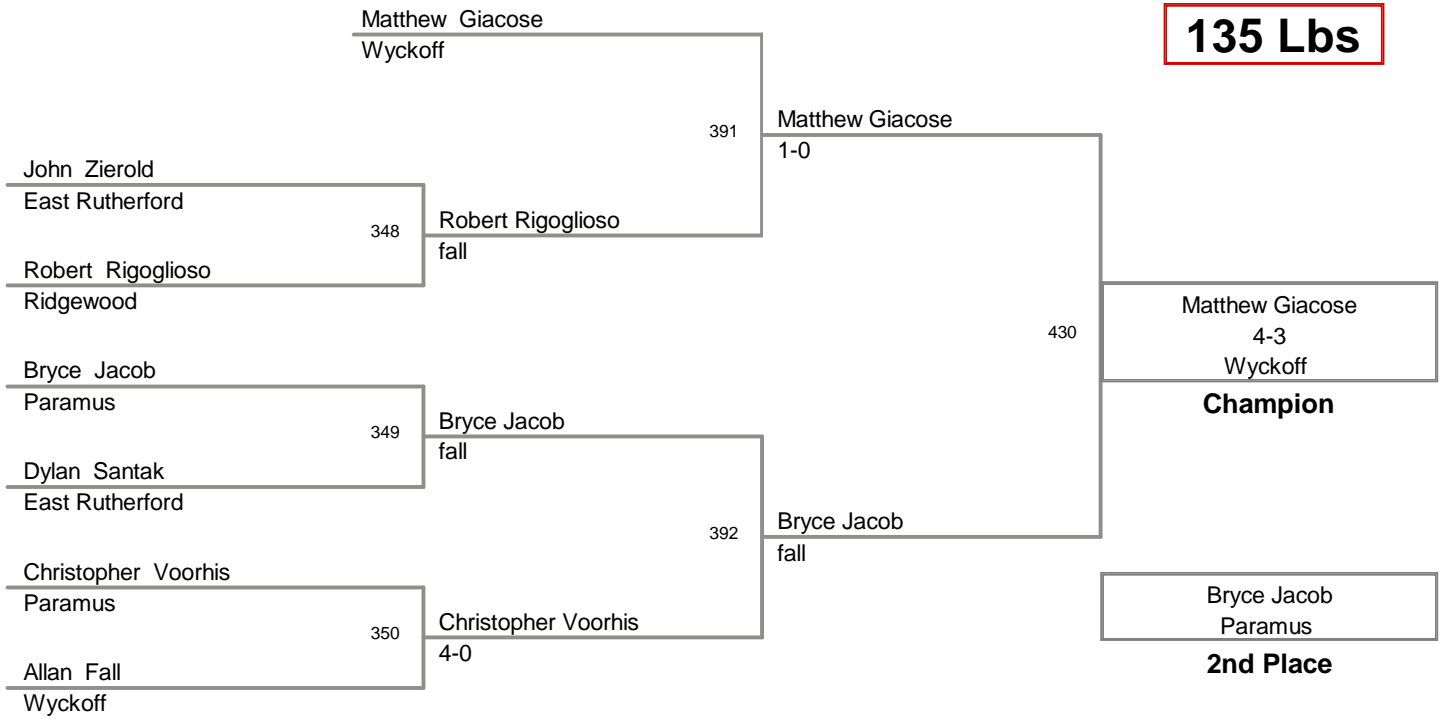 Matthew Giacose
Wyckoff
135 Lbs
391
Matthew Giacose
1-0
John Zierold
East Rutherford
348
Robert Rigoglioso
fall
Robert Rigoglioso
Ridgewood
430
Matthew Giacose
4-3
Wyckoff
Champion
Bryce Jacob
Paramus
349
Bryce Jacob
fall
Dylan Santak
East Rutherford
392
Bryce Jacob
fall
Christopher Voorhis
Paramus
350
Christopher Voorhis
4-0
Allan Fall
Wyckoff
Bryce Jacob
Paramus
2nd Place